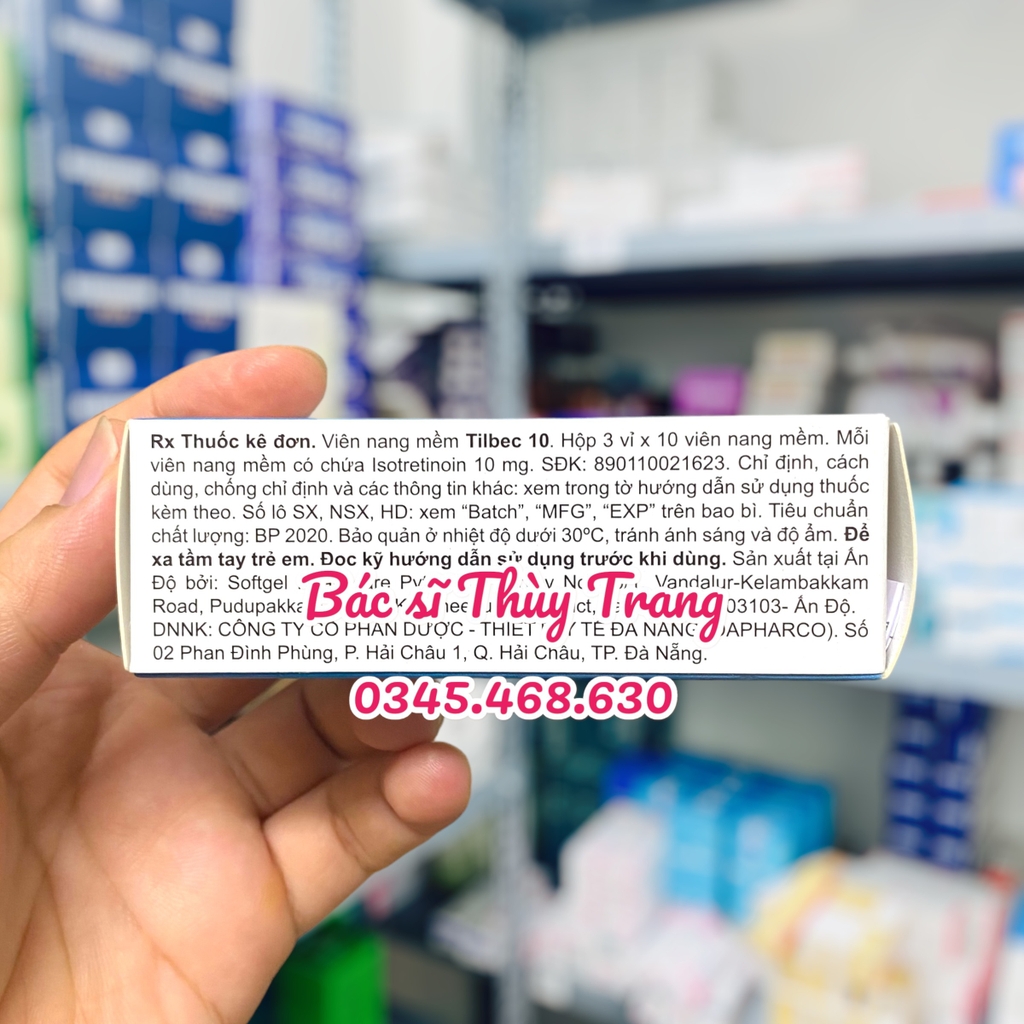 Rx Thuốc kê đơn. Viên nang mềm Tilbec 10. Hộp 3 vỉ x 10 viên nang mềm. Mỗi
viên nang mềm có chứa Isotretinoin 10 mg. SĐK: 890110021623. Chỉ định, cách
dùng, chống chỉ định và các thông tin khác: xem trong tờ hướng dẫn sử dụng thuốc
kèm theo. Số lô SX, NSX, HD: xem “Batch”, “MFG”, “EXP” trên bao bì. Tiêu chuẩn
chất lượng: BP 2020. Bảo quản ở nhiệt độ dưới 30ºC, tránh ánh sáng và độ ẩm. Để
xa tầm tay trẻ em. Đọc kỹ hướng dẫn sử dụng trước khi dùng. Sản xuất tại Ấn
Độ bởi: Softgel Vandalur-Kelambakkam
Road, Ấn Độ.
Bác sĩ Thùy Trang
DNNK: CÔNG TY CỔ PHẦN DƯỢC - THIẾT BỊ Y TẾ ĐÀ NẴNG (DAPHARCO). Số
02 Phan Đình Phùng, P. Hải Châu 1, Q. Hải Châu, TP. Đà Nẵng.
0345.468.630